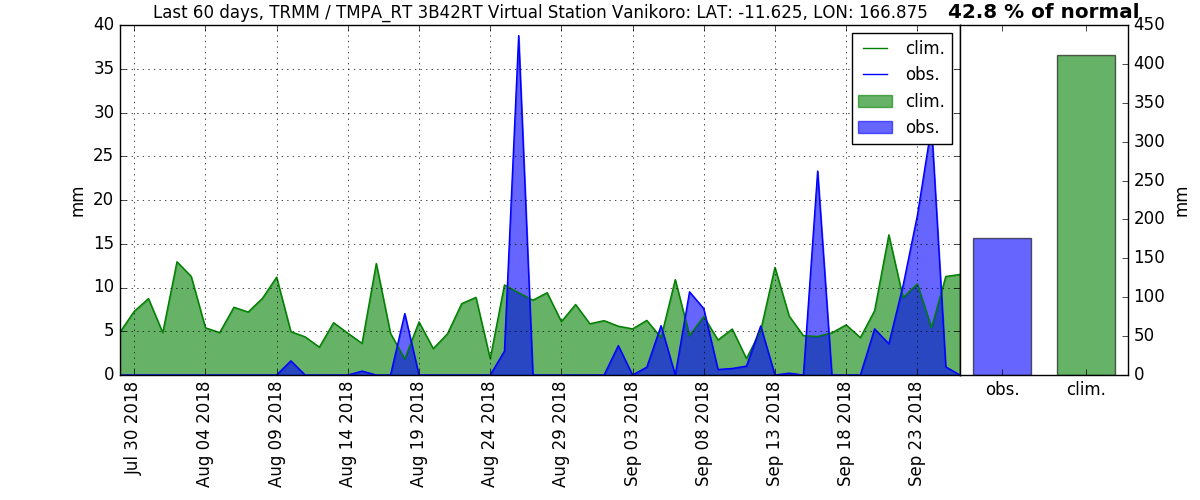 Last 60 days, TRMM / TMPA_RT 3B42RT Virtual Station Vanikoro: LAT: -11.625, LON: 166.875
42.8 % of normal
40
35
30
25
20
15
10
5
0
mm
clim.
obs.
clim.
obs.
450
400
350
300
250
200
150
100
50
0
mm
Jul 30 2018
Aug 04 2018
Aug 09 2018
Aug 14 2018
Aug 19 2018
Aug 24 2018
Aug 29 2018
Sep 03 2018
Sep 08 2018
Sep 13 2018
Sep 18 2018
Sep 23 2018
obs.
clim.